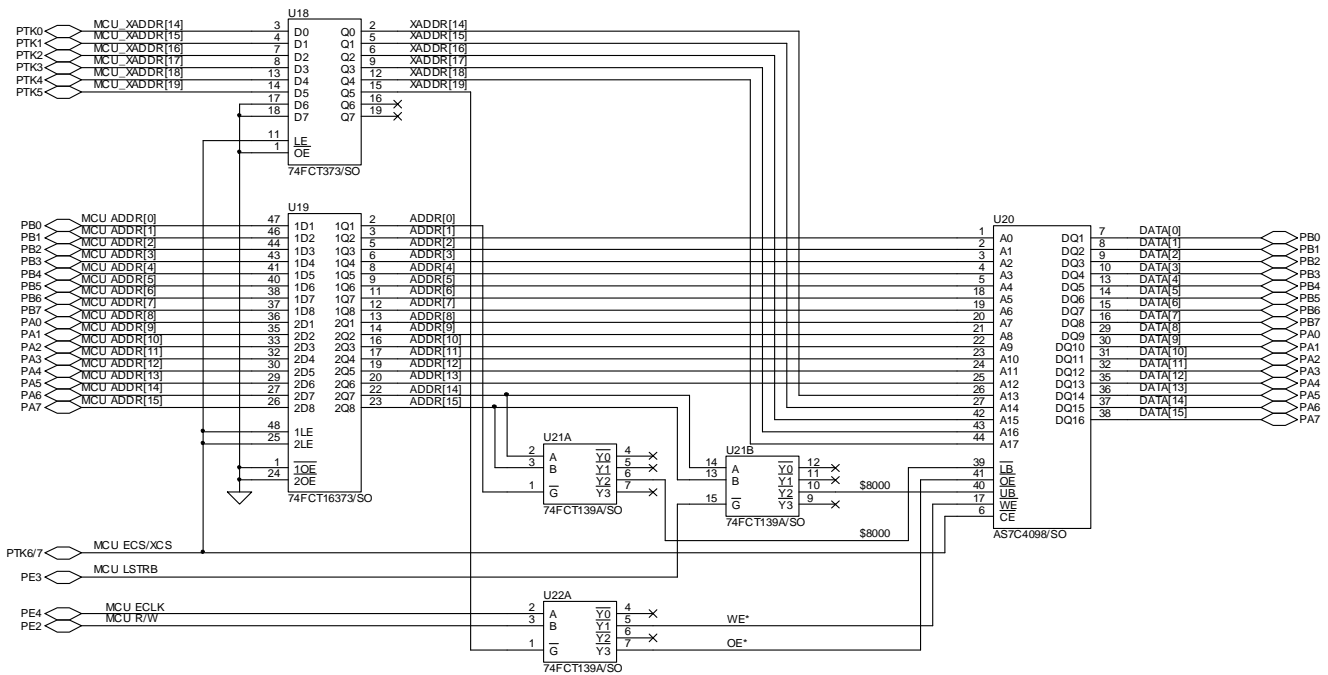 U18
PTK0 MCU_XADDR[14] 3 D0 Q0 2 XADDR[14]
PTK1 MCU_XADDR[15] 4 D1 Q1 5 XADDR[15]
PTK2 MCU_XADDR[16] 7 D2 Q2 6 XADDR[16]
PTK3 MCU_XADDR[17] 8 D3 Q3 9 XADDR[17]
PTK4 MCU_XADDR[18] 13 D4 Q4 12 XADDR[18]
PTK5 MCU_XADDR[19] 14 D5 Q5 15 XADDR[19]
17 D6 Q6 16
18 D7 Q7 19
11 LE
1 OE
74FCT373/SO
U19
PB0 MCU ADDR[0] 47 1D1 1Q1 2 ADDR[0]
PB1 MCU ADDR[1] 46 1D2 1Q2 3 ADDR[1]
PB2 MCU ADDR[2] 44 1D3 1Q3 5 ADDR[2]
PB3 MCU ADDR[3] 43 1D4 1Q4 6 ADDR[3]
PB4 MCU ADDR[4] 41 1D5 1Q5 8 ADDR[4]
PB5 MCU ADDR[5] 40 1D6 1Q6 9 ADDR[5]
PB6 MCU ADDR[6] 38 1D7 1Q7 11 ADDR[6]
PB7 MCU ADDR[7] 37 1D8 1Q8 12 ADDR[7]
PA0 MCU ADDR[8] 36 2D1 2Q1 13 ADDR[8]
PA1 MCU ADDR[9] 35 2D2 2Q2 14 ADDR[9]
PA2 MCU ADDR[10] 33 2D3 2Q3 16 ADDR[10]
PA3 MCU ADDR[11] 32 2D4 2Q4 17 ADDR[11]
PA4 MCU ADDR[12] 30 2D5 2Q5 19 ADDR[12]
PA5 MCU ADDR[13] 29 2D6 2Q6 20 ADDR[13]
PA6 MCU ADDR[14] 27 2D7 2Q7 22 ADDR[14]
PA7 MCU ADDR[15] 26 2D8 2Q8 23 ADDR[15]
48 1LE
25 2LE
1 1OE
24 2OE
74FCT16373/SO
U20
1 A0 DQ1 7 DATA[0] PB0
2 A1 DQ2 8 DATA[1] PB1
3 A2 DQ3 9 DATA[2] PB2
4 A3 DQ4 10 DATA[3] PB3
5 A4 DQ5 13 DATA[4] PB4
18 A5 DQ6 14 DATA[5] PB5
19 A6 DQ7 15 DATA[6] PB6
20 A7 DQ8 16 DATA[7] PB7
21 A8 DQ9 29 DATA[8] PA0
22 A9 DQ10 30 DATA[9] PA1
23 A10 DQ11 31 DATA[10] PA2
24 A11 DQ12 32 DATA[11] PA3
25 A12 DQ13 35 DATA[12] PA4
26 A13 DQ14 36 DATA[13] PA5
27 A14 DQ15 37 DATA[14] PA6
42 A15 DQ16 38 DATA[15] PA7
43 A16
44 A17
39 LB
41 OE
40 UB
17 WE
6 CE
AS7C4098/SO
U21A
2 A Y0 4
3 B Y1 5
Y2 6
1 G Y3 7
74FCT139A/SO
U21B
14 A Y0 12
13 B Y1 11
Y2 10 $8000
15 G Y3 9
74FCT139A/SO
$8000
PTK6/7 MCU ECS/XCS
PE3 MCU LSTRB
U22A
PE4 MCU ECLK 2 A Y0 4
PE2 MCU R/W 3 B Y1 5 WE*
Y2 6
1 G Y3 7 OE*
74FCT139A/SO